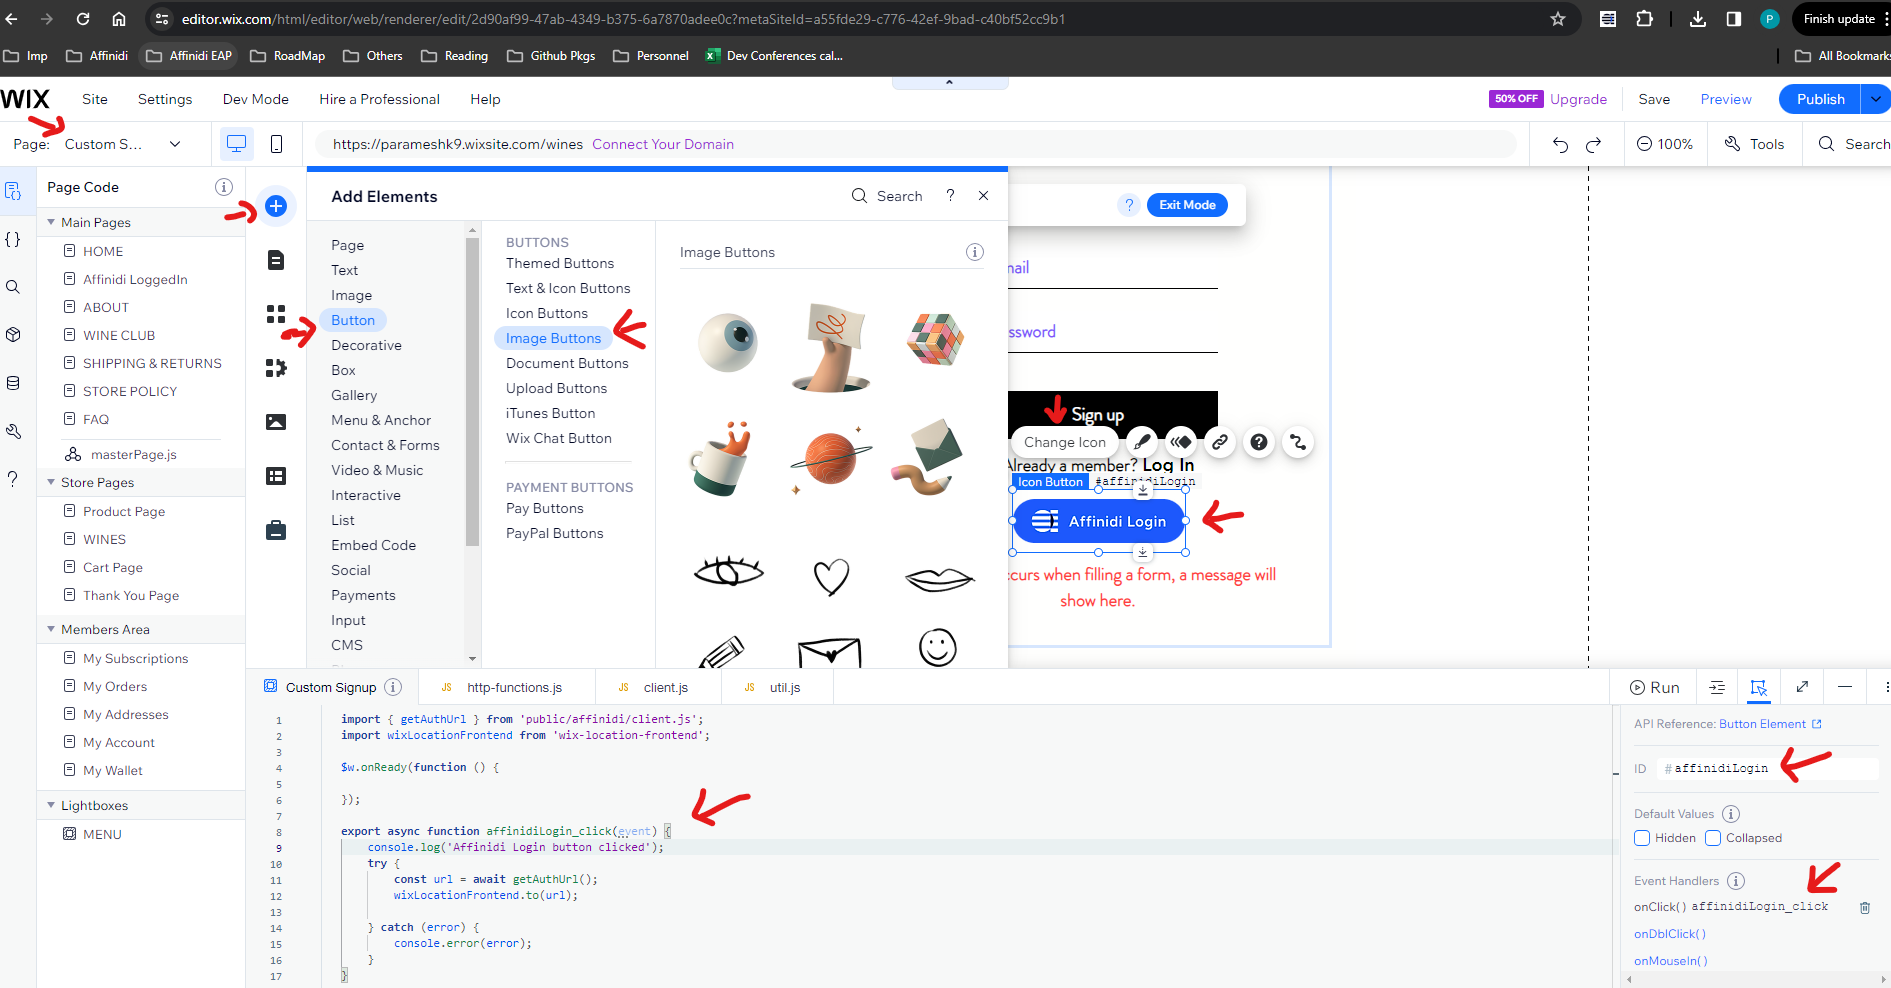 editor.wix.com/html/editor/web/renderer/edit/2d90af99-47ab-4349-b375-6a7870adee0c?metaSiteId=a55fde29-c776-42ef-9bad-c40bf52cc9b1
P
Finish update
Imp
Affinidi
Affinidi EAP
RoadMap
Others
Reading
Github Pkgs
Personnel
Dev Conferences cal...
All Bookmarks
WIX
Site
Settings
Dev Mode
Hire a Professional
Help
50% OFF
Upgrade
Save
Preview
Publish
Page:
Custom S...
https://parameshk9.wixsite.com/wines
Connect Your Domain
100%
Tools
Search
Page Code
Main Pages
HOME
Affinidi LoggedIn
ABOUT
WINE CLUB
SHIPPING & RETURNS
STORE POLICY
FAQ
masterPage.js
Store Pages
Product Page
WINES
Cart Page
Thank You Page
Members Area
My Subscriptions
My Orders
My Addresses
My Account
My Wallet
Lightboxes
MENU
Add Elements
Search
?
Page
Text
Image
Button
Decorative
Box
Gallery
Menu & Anchor
Contact & Forms
Video & Music
Interactive
List
Embed Code
Social
Payments
Input
CMS
BUTTONS
Themed Buttons
Text & Icon Buttons
Icon Buttons
Image Buttons
Document Buttons
Upload Buttons
iTunes Button
Wix Chat Button
PAYMENT BUTTONS
Pay Buttons
PayPal Buttons
Image Buttons
?
Exit Mode
nail
ssword
Sign up
Change Icon
Already a member? Log In
Icon Button
#affinidiLogin
Affinidi Login
ccurs when filling a form, a message will
show here.
Custom Signup
JS http-functions.js
JS client.js
JS util.js
Run
1 import { getAuthUrl } from 'public/affinidi/client.js';
2 import wixLocationFrontend from 'wix-location-frontend';
3
4 $w.onReady(function () {
5
6 });
7
8 export async function affinidiLogin_click(event) {
9 console.log('Affinidi Login button clicked');
10 try {
11 const url = await getAuthUrl();
12 wixLocationFrontend.to(url);
13
14 } catch (error) {
15 console.error(error);
16 }
17 }
API Reference: Button Element
ID
# affinidiLogin
Default Values
Hidden
Collapsed
Event Handlers
onClick() affinidiLogin_click
onDblClick()
onMouseIn()